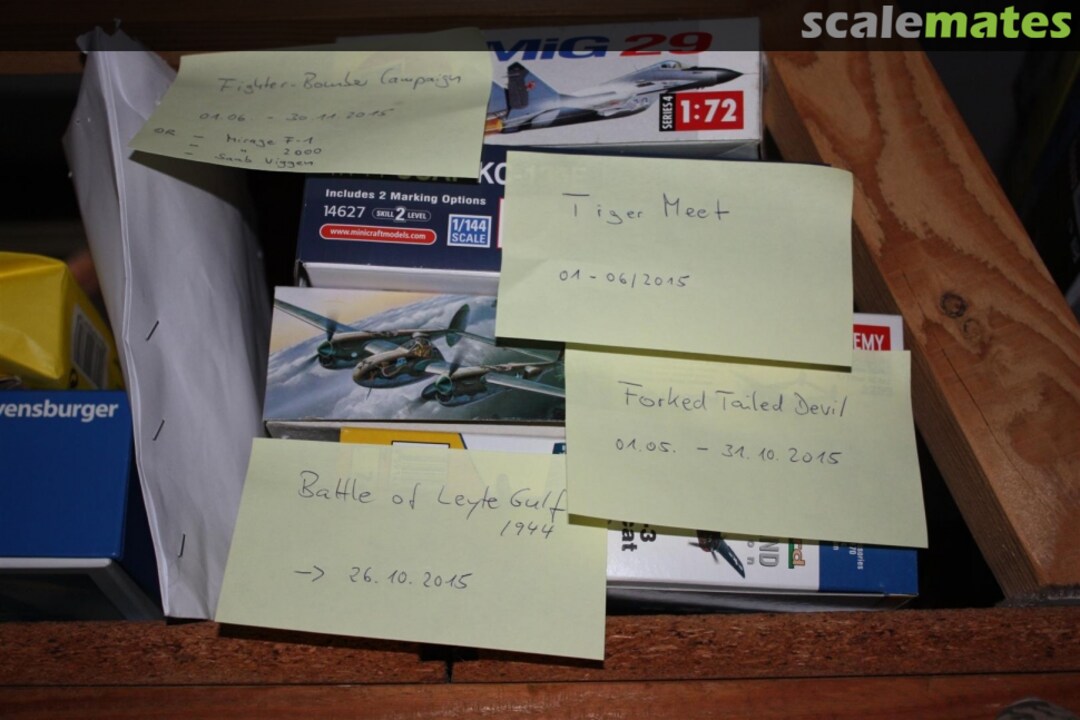 scalemates
MiG 29
SERIES 4
1:72
Fighter-Bomber Campaign
01.06. - 30.11.2015
OR - Mirage F-1
- " 2000
- Saab Viggen
Includes 2 Marking Options
14627 SKILL 2 LEVEL
1/144
SCALE
www.minicraftmodels.com
Tiger Meet
01 - 06/2015
EMY
Forked Tailed Devil
01.05. - 31.10.2015
vensburger
Battle of Leyte Gulf
1944
-> 26.10.2015